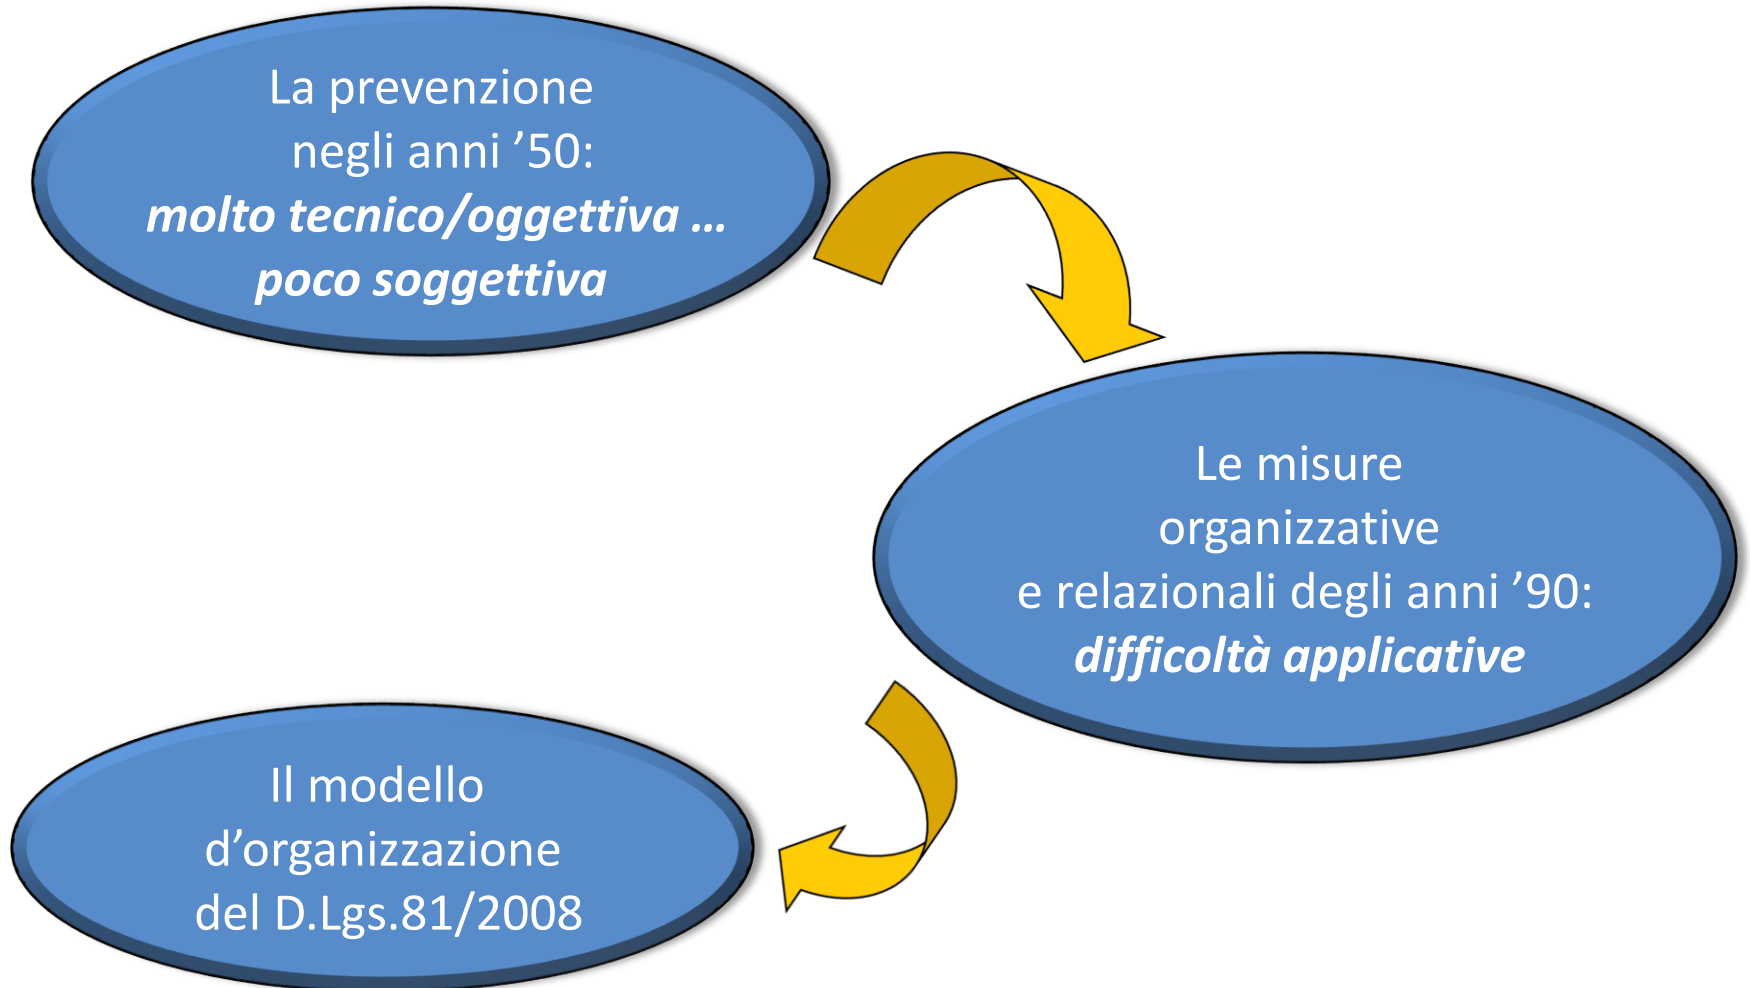 La prevenzione
negli anni ’50:
molto tecnico/oggettiva …
poco soggettiva
Le misure
organizzative
e relazionali degli anni ’90:
difficoltà applicative
Il modello
d’organizzazione
del D.Lgs.81/2008